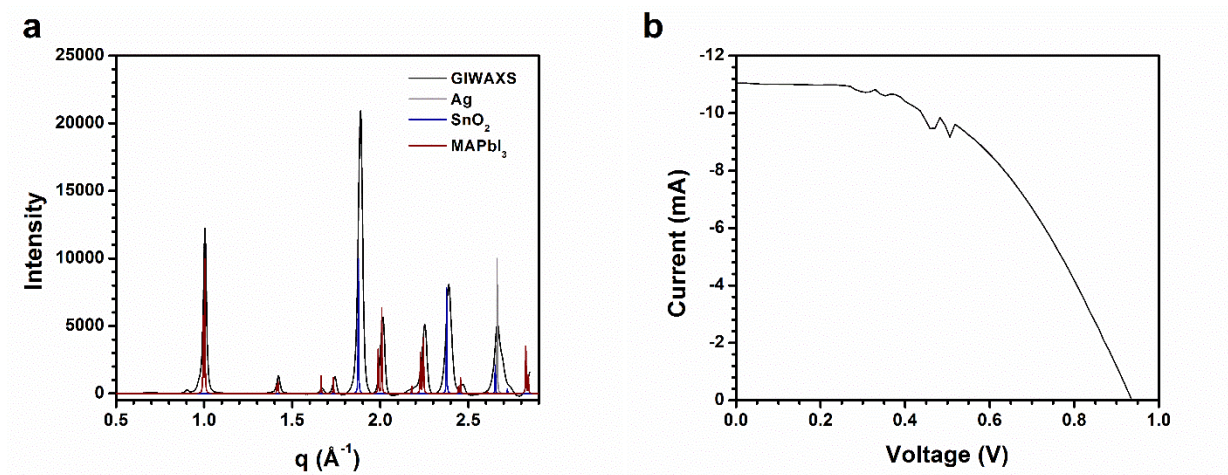 a
25000
20000
15000
10000
5000
0
Intensity
0.5 1.0 1.5 2.0 2.5
q (Å⁻¹)
GIWAXS
Ag
SnO₂
MAPbI₃
b
-12
-10
-8
-6
-4
-2
0
Current (mA)
0.0 0.2 0.4 0.6 0.8 1.0
Voltage (V)